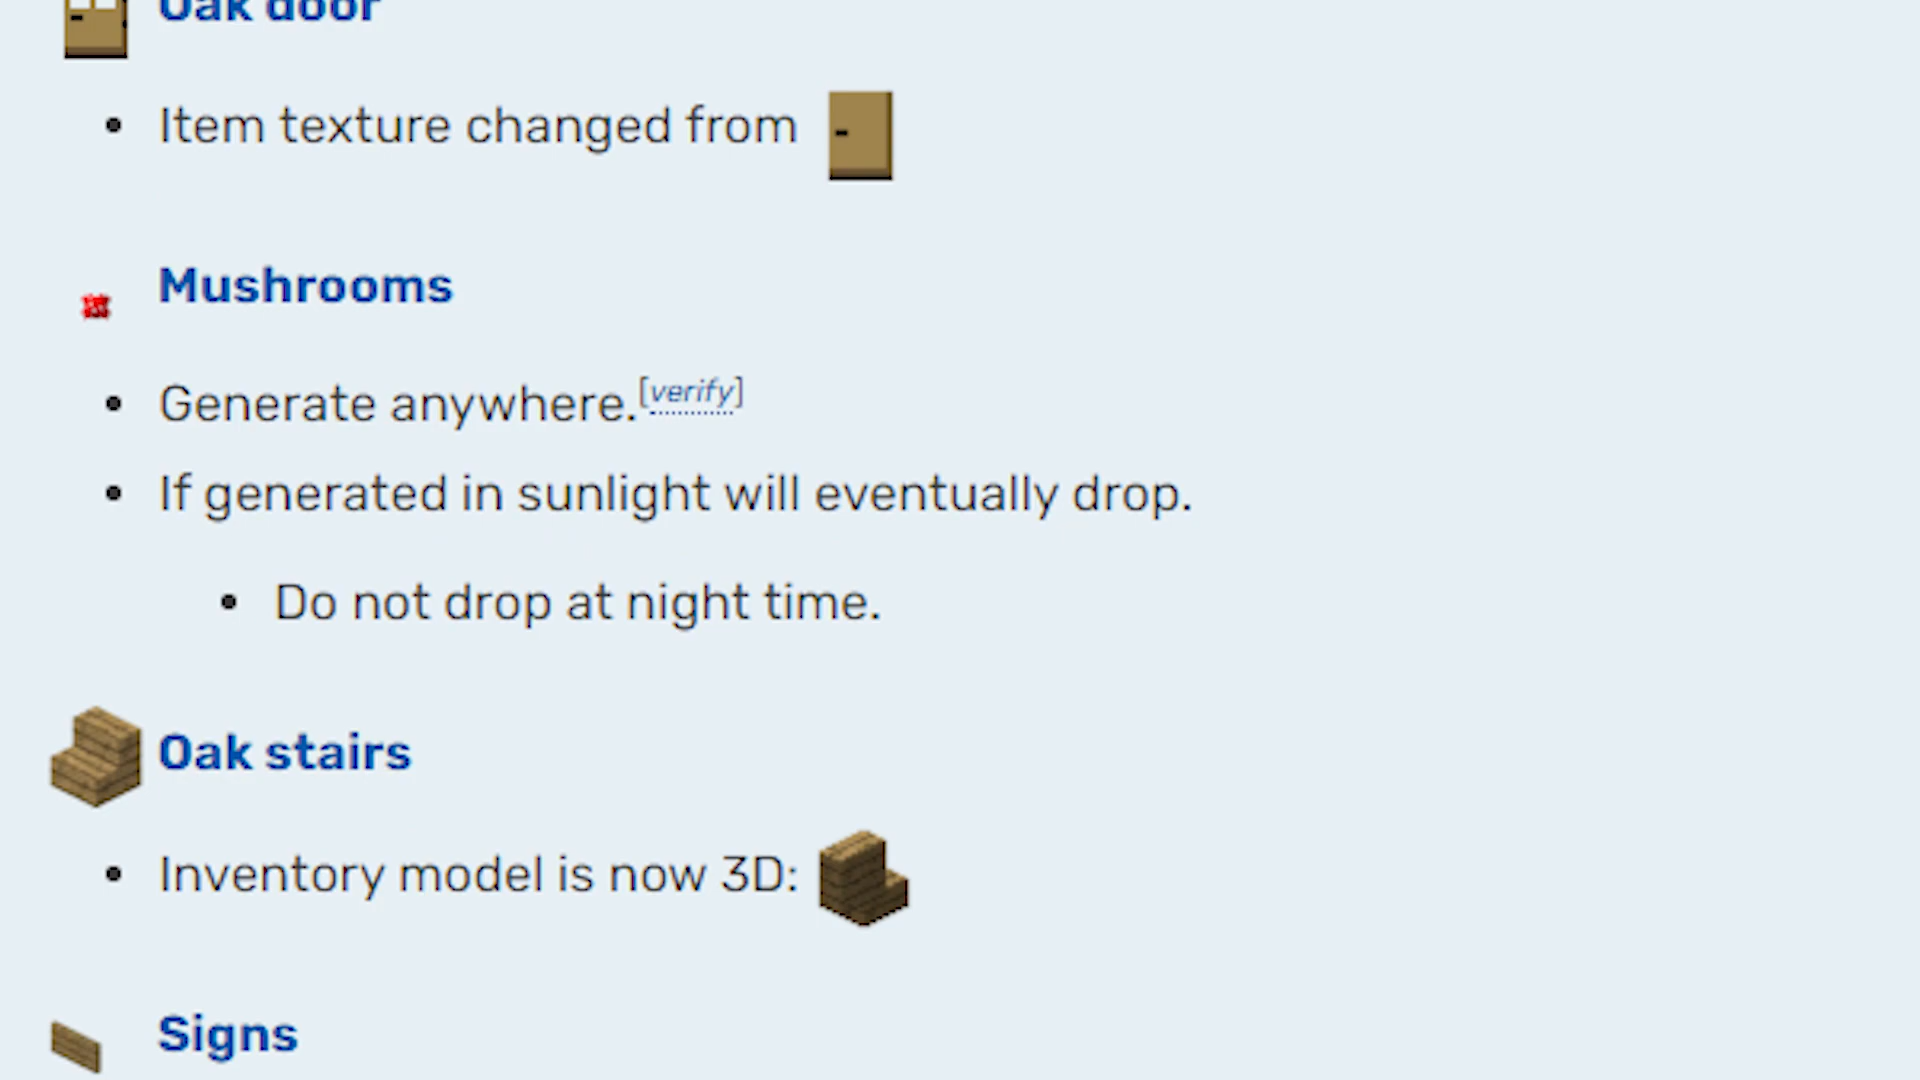 Oak door
Item texture changed from
Mushrooms
Generate anywhere.[verify]
If generated in sunlight will eventually drop.
Do not drop at night time.
Oak stairs
Inventory model is now 3D:
Signs